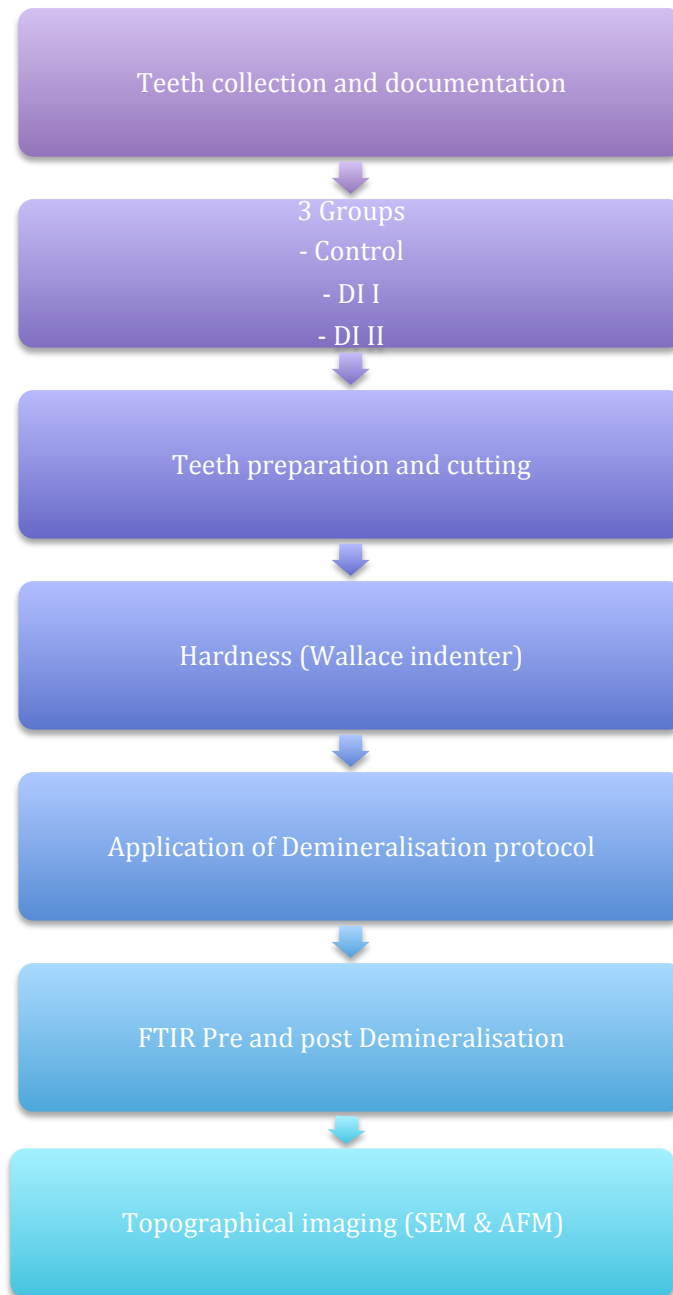 Teeth collection and documentation
3 Groups
- Control
- DI I
- DI II
Teeth preparation and cutting
Hardness (Wallace indenter)
Application of Demineralisation protocol
FTIR Pre and post Demineralisation
Topographical imaging (SEM & AFM)